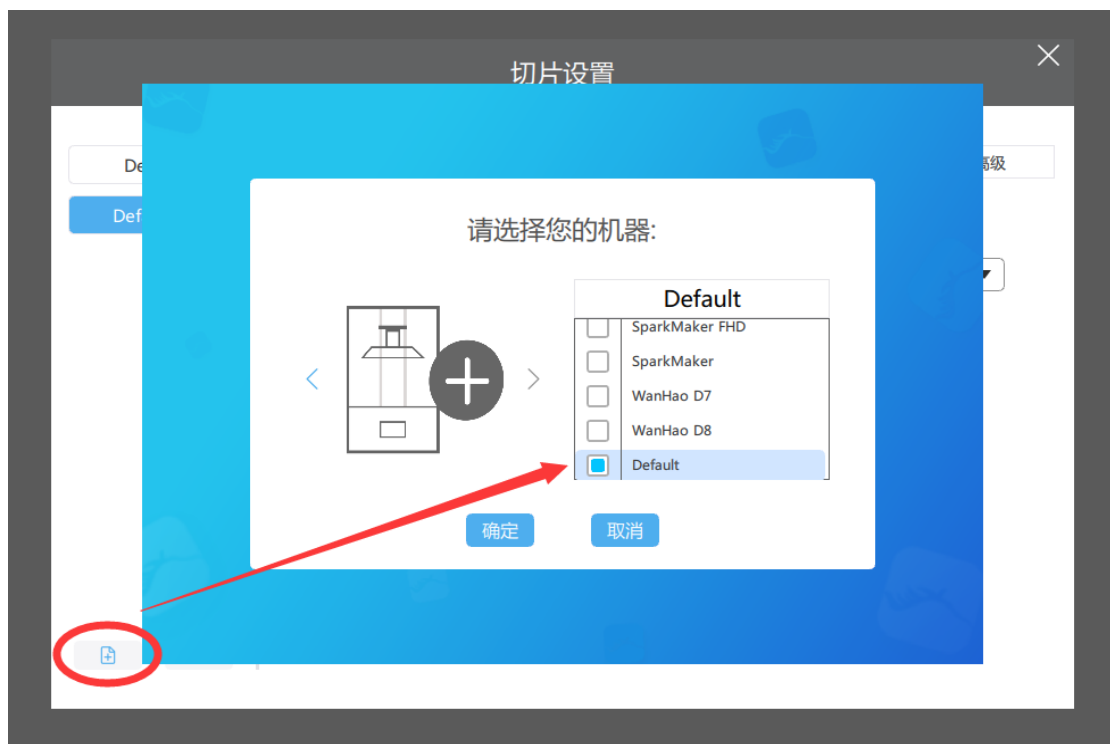 切片设置
De
高级
Def
请选择您的机器:
Default
SparkMaker FHD
SparkMaker
WanHao D7
WanHao D8
Default
确定
取消